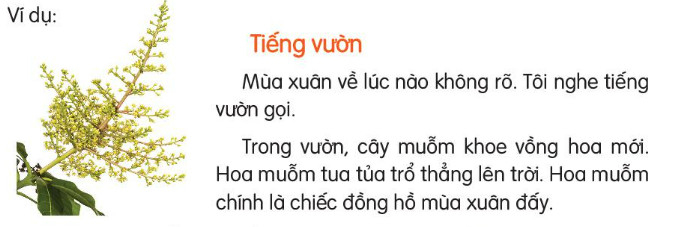 Ví dụ:
Tiếng vườn
Mùa xuân về lúc nào không rõ. Tôi nghe tiếng
vườn gọi.
Trong vườn, cây muỗm khoe vồng hoa mới.
Hoa muỗm tua tủa trổ thẳng lên trời. Hoa muỗm
chính là chiếc đồng hồ mùa xuân đấy.